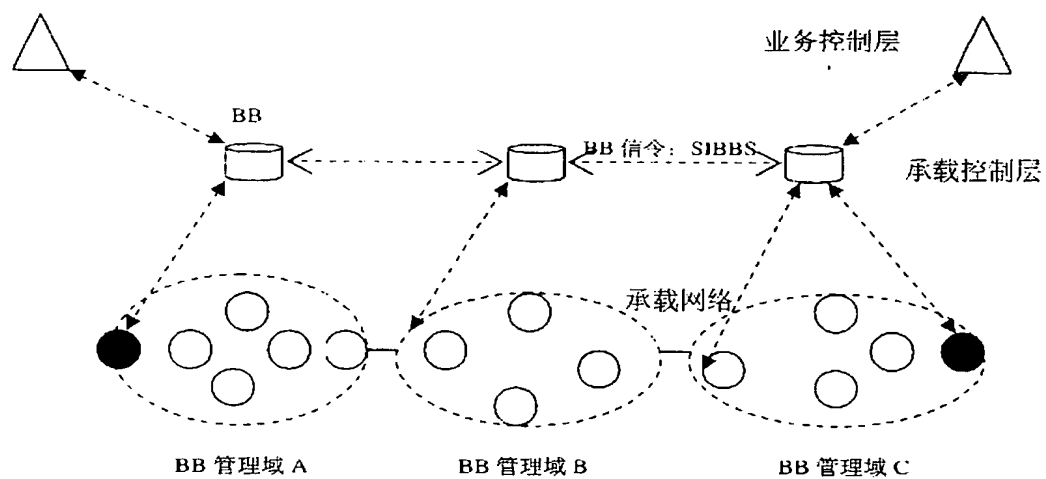 业务控制层
BB
BB 信令：SIBBS
承载控制层
承载网络
BB 管理域 A
BB 管理域 B
BB 管理域 C